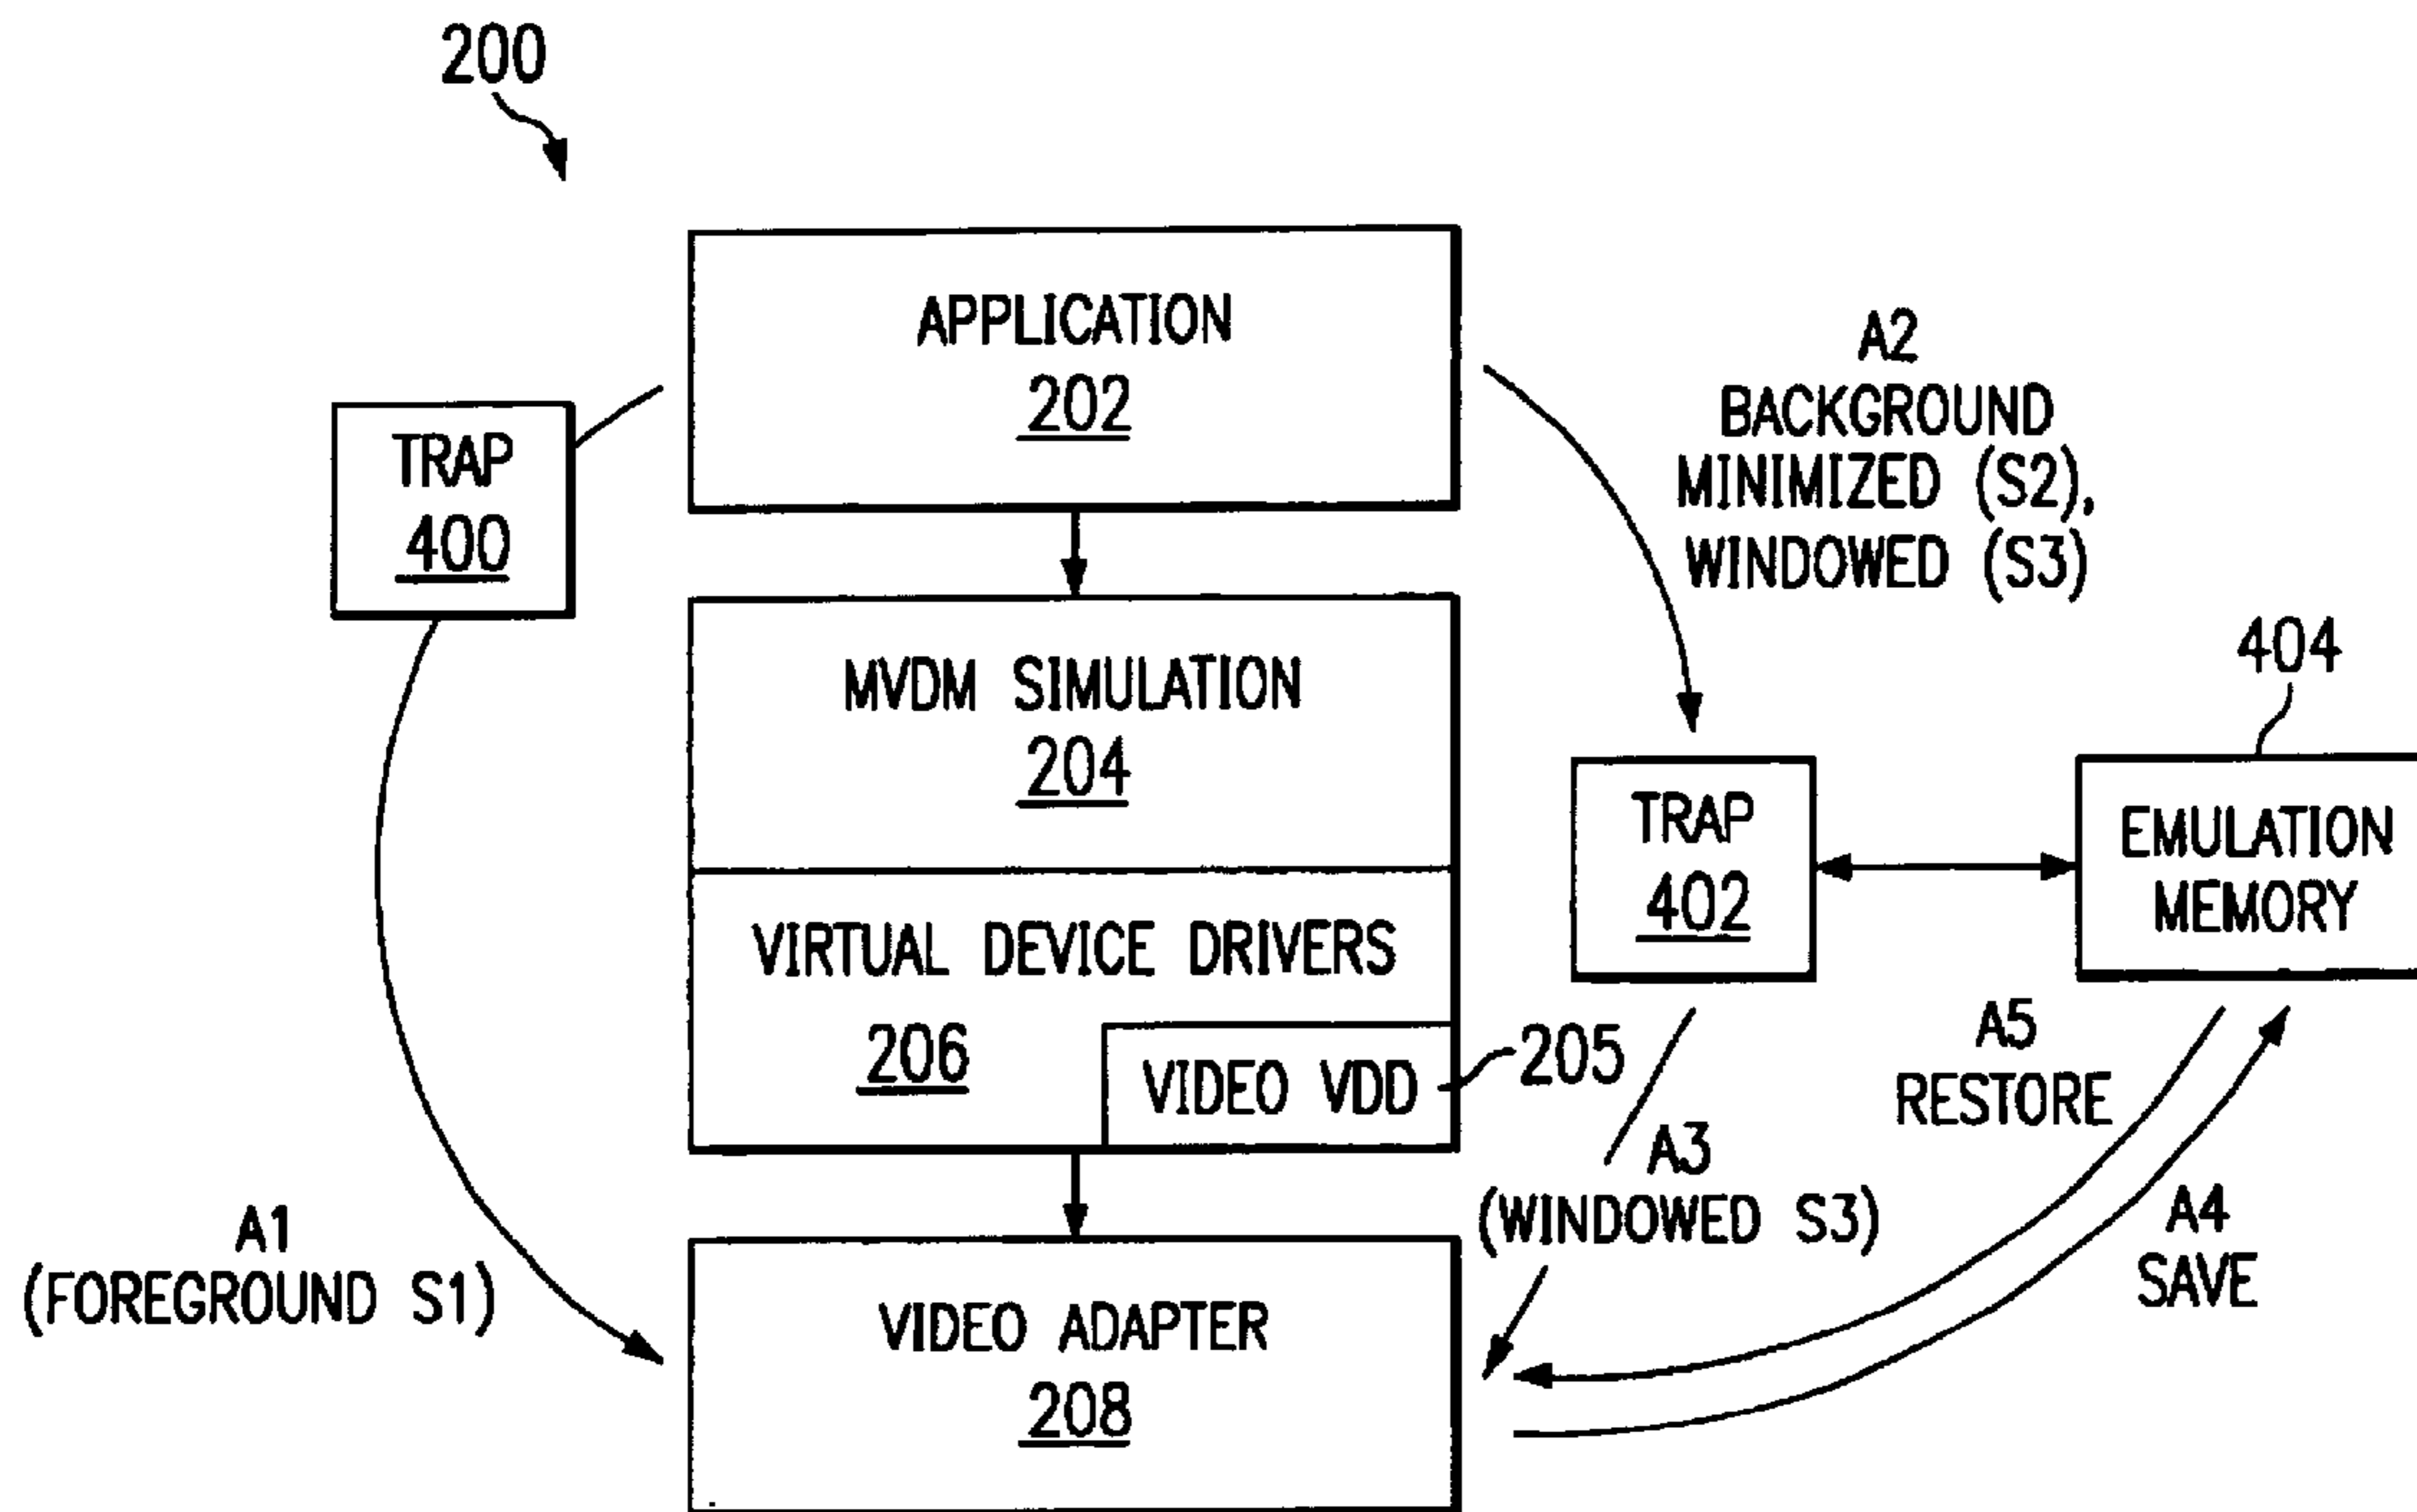 200
APPLICATION
202
TRAP
400
A2
BACKGROUND
MINIMIZED (S2),
WINDOWED (S3)
MVDM SIMULATION
204
404
TRAP
402
EMULATION
MEMORY
VIRTUAL DEVICE DRIVERS
206
VIDEO VDD
205
A5
RESTORE
A3
(WINDOWED S3)
A4
SAVE
A1
(FOREGROUND S1)
VIDEO ADAPTER
208